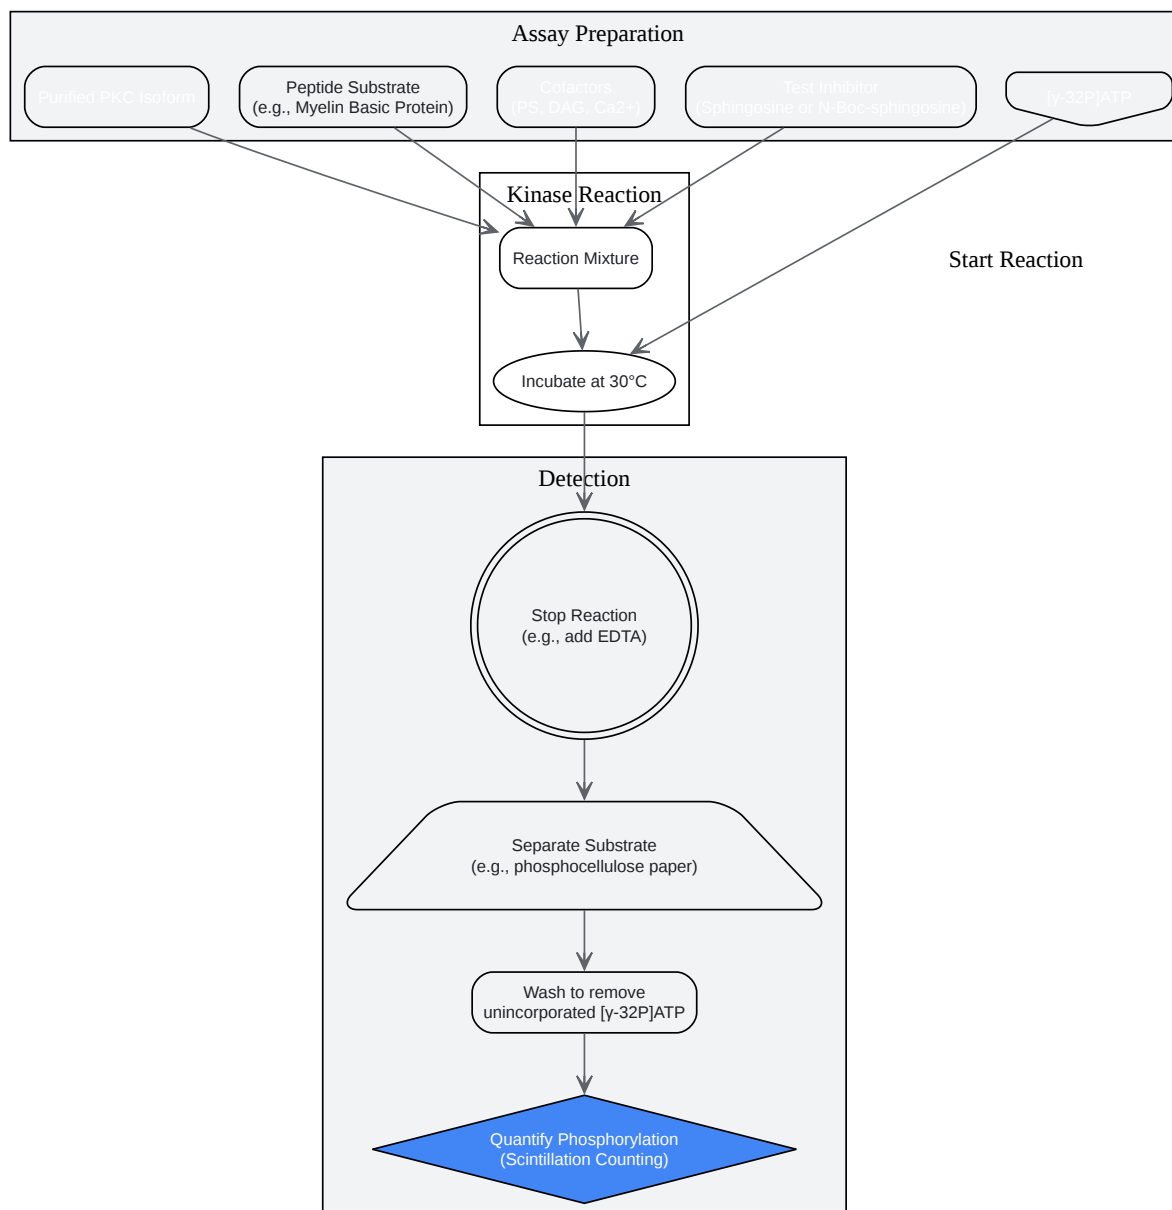 Assay Preparation
Purified PKC Isoform
Peptide Substrate
(e.g., Myelin Basic Protein)
Cofactors
(PS, DAG, Ca2+)
Test Inhibitor
(Sphingosine or N-Boc-sphingosine)
[γ-32P]ATP
Kinase Reaction
Reaction Mixture
Start Reaction
Incubate at 30°C
Detection
Stop Reaction
(e.g., add EDTA)
Separate Substrate
(e.g., phosphocellulose paper)
Wash to remove
unincorporated [γ-32P]ATP
Quantify Phosphorylation
(Scintillation Counting)